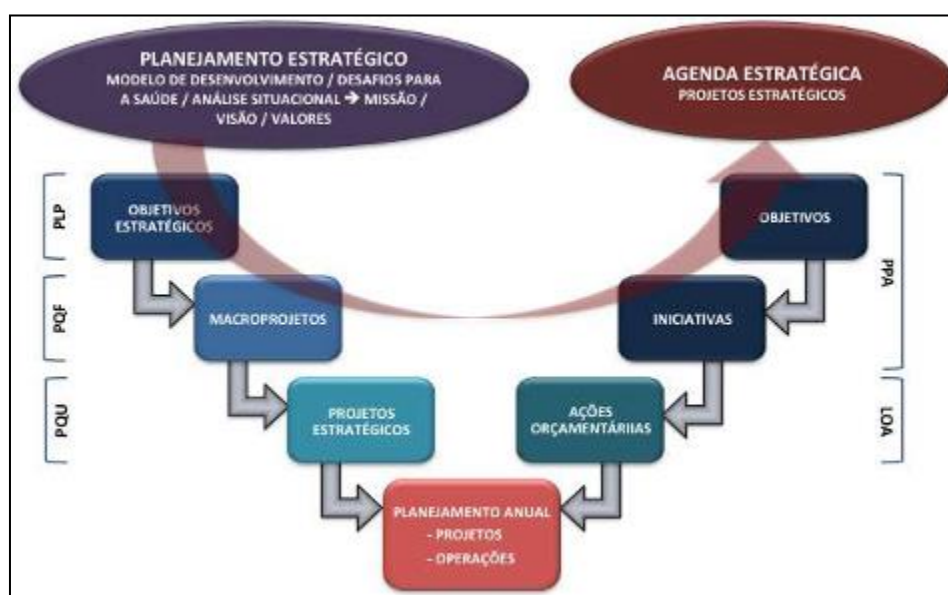 PLANEJAMENTO ESTRATÉGICO
MODELO DE DESENVOLVIMENTO / DESAFIOS PARA
A SAÚDE / ANÁLISE SITUACIONAL → MISSÃO /
VISÃO / VALORES
AGENDA ESTRATÉGICA
PROJETOS ESTRATÉGICOS
PLP
OBJETIVOS
ESTRATÉGICOS
OBJETIVOS
PPA
PQF
MACROPROJETOS
INICIATIVAS
PQU
PROJETOS
ESTRATÉGICOS
AÇÕES
ORÇAMENTÁRIIAS
LOA
PLANEJAMENTO ANUAL
- PROJETOS
- OPERAÇÕES